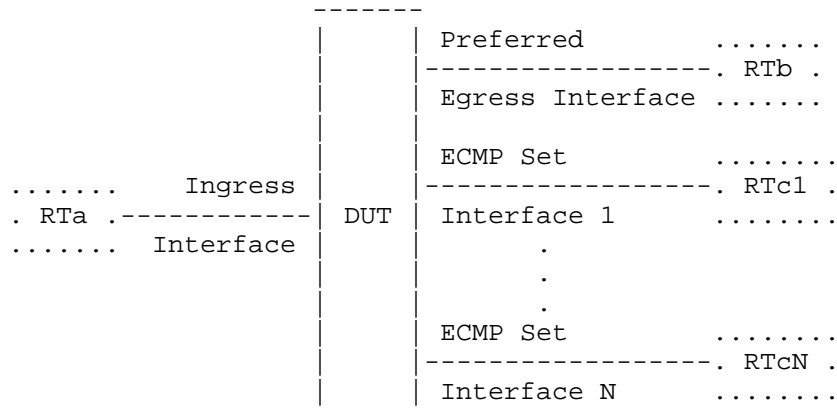 -------
| | Preferred .......
| |------------------. RTb .
| | Egress Interface .......
| |
| | ECMP Set ........
....... Ingress | |------------------. RTc1 .
. RTa .------------| DUT | Interface 1 ........
....... Interface | | .
| | .
| | .
| | ECMP Set ........
| |------------------. RTcN .
| | Interface N ........